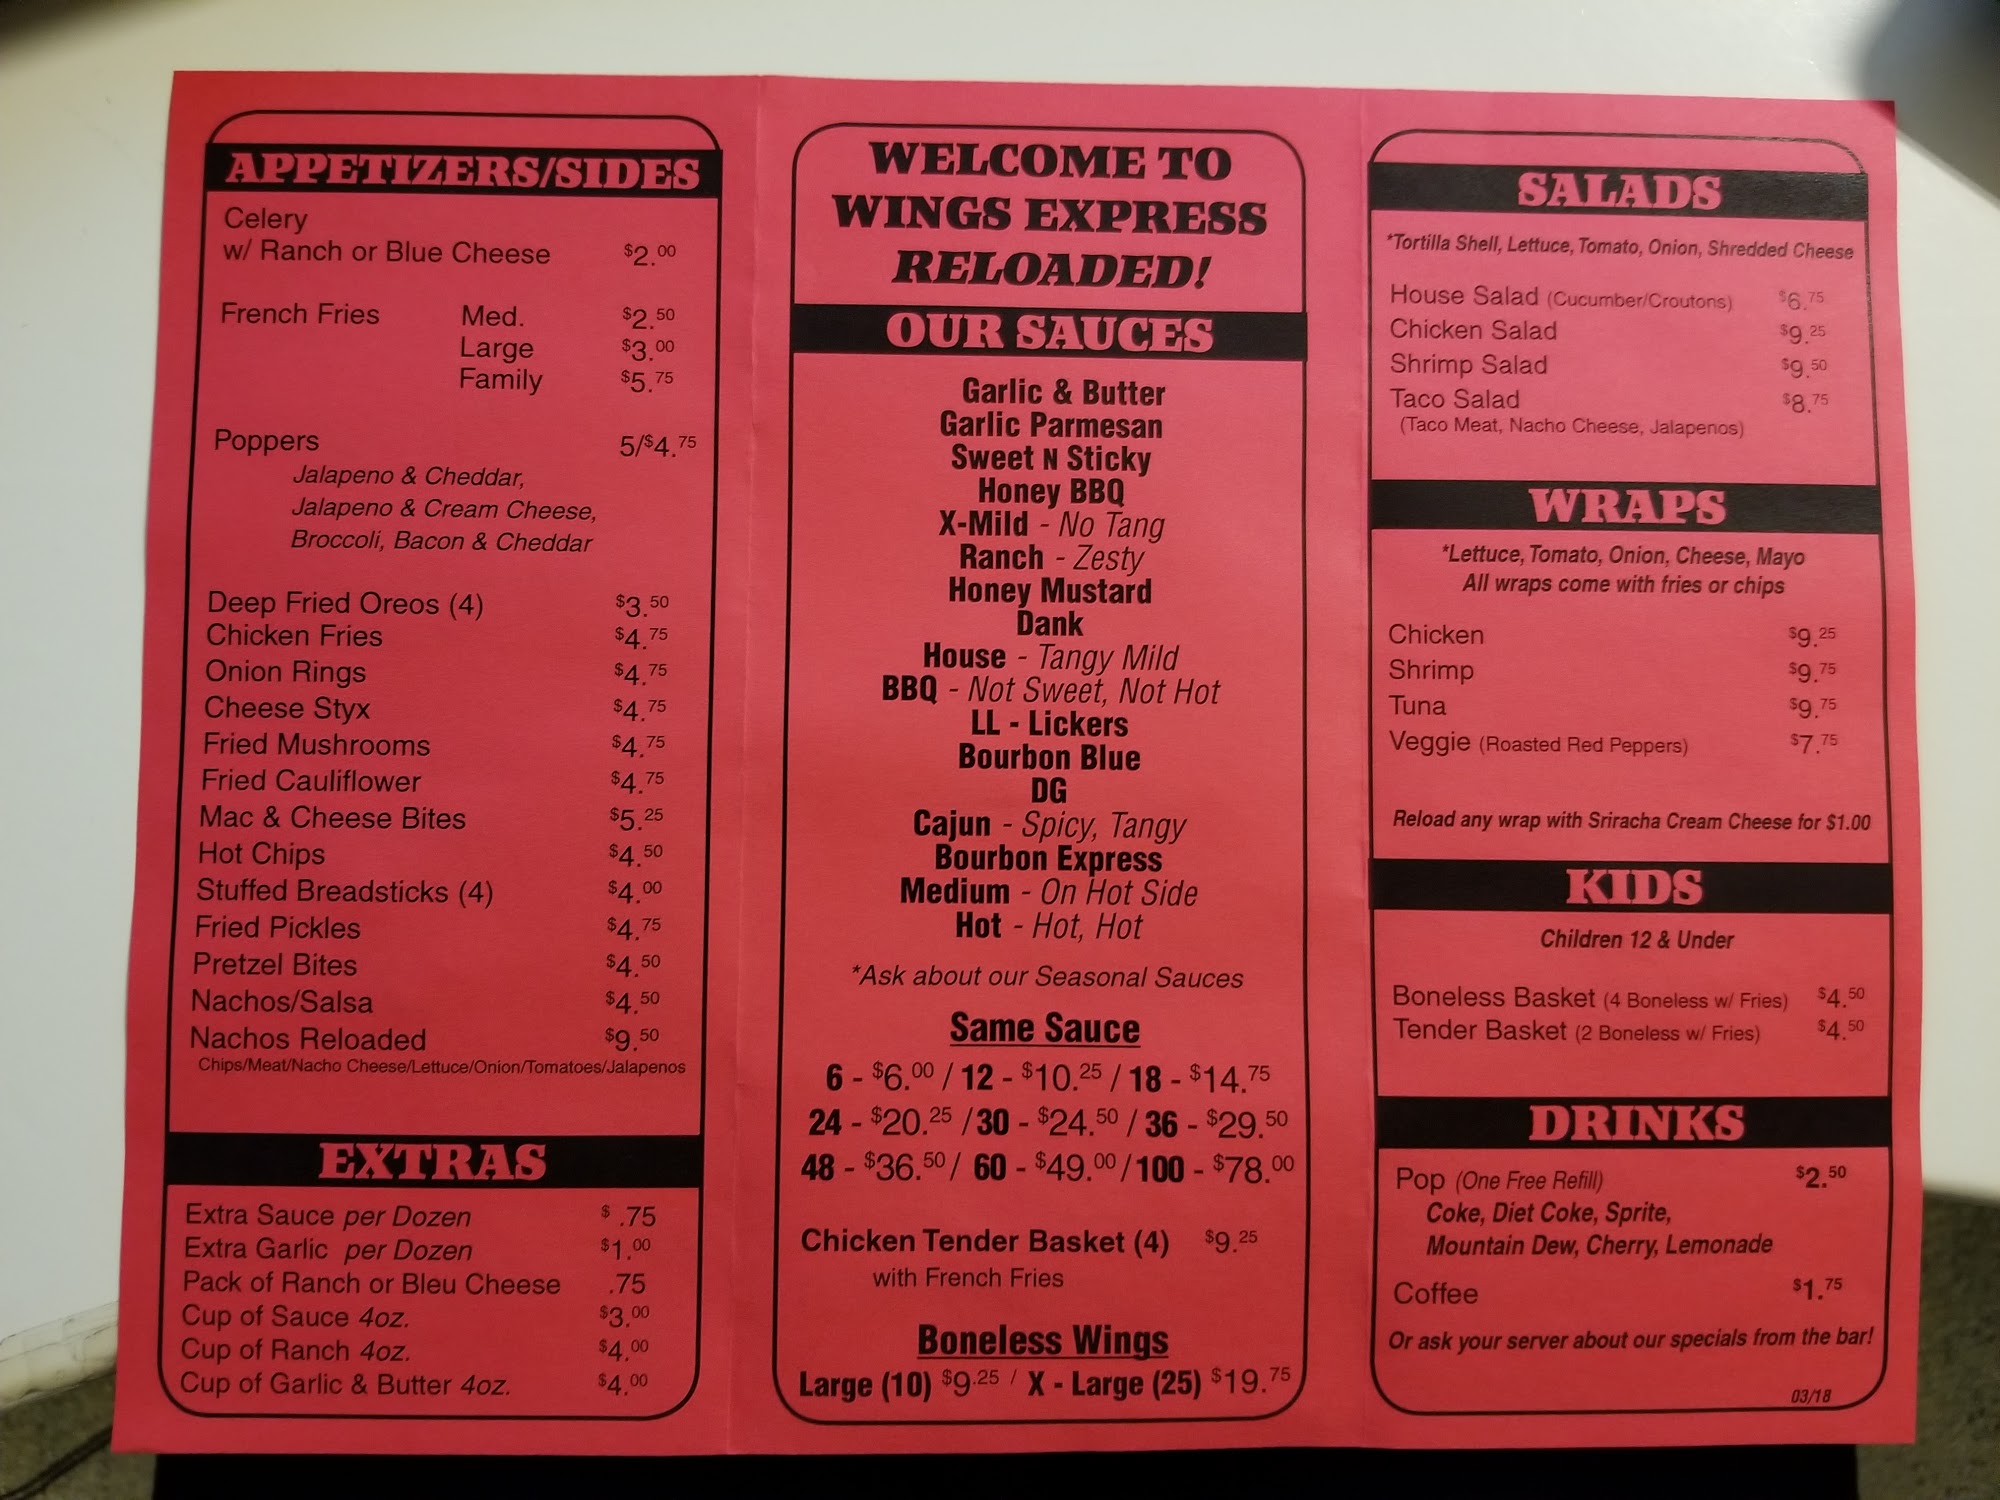 APPETIZERS/SIDES
Celery
w/ Ranch or Blue Cheese $2.00
French Fries Med. $2.50
Large $3.00
Family $5.75
Poppers 5/$4.75
Jalapeno & Cheddar,
Jalapeno & Cream Cheese,
Broccoli, Bacon & Cheddar
Deep Fried Oreos (4) $3.50
Chicken Fries $4.75
Onion Rings $4.75
Cheese Styx $4.75
Fried Mushrooms $4.75
Fried Cauliflower $4.75
Mac & Cheese Bites $5.25
Hot Chips $4.50
Stuffed Breadsticks (4) $4.00
Fried Pickles $4.75
Pretzel Bites $4.50
Nachos/Salsa $4.50
Nachos Reloaded $9.50
Chips/Meat/Nacho Cheese/Lettuce/Onion/Tomatoes/Jalapenos
EXTRAS
Extra Sauce per Dozen $ .75
Extra Garlic per Dozen $1.00
Pack of Ranch or Bleu Cheese .75
Cup of Sauce 4oz. $3.00
Cup of Ranch 4oz. $4.00
Cup of Garlic & Butter 4oz. $4.00
WELCOME TO
WINGS EXPRESS
RELOADED!
OUR SAUCES
Garlic & Butter
Garlic Parmesan
Sweet N Sticky
Honey BBQ
X-Mild - No Tang
Ranch - Zesty
Honey Mustard
Dank
House - Tangy Mild
BBQ - Not Sweet, Not Hot
LL - Lickers
Bourbon Blue
DG
Cajun - Spicy, Tangy
Bourbon Express
Medium - On Hot Side
Hot - Hot, Hot
*Ask about our Seasonal Sauces
Same Sauce
6 - $6.00 / 12 - $10.25 / 18 - $14.75
24 - $20.25 / 30 - $24.50 / 36 - $29.50
48 - $36.50 / 60 - $49.00 / 100 - $78.00
Chicken Tender Basket (4) $9.25
with French Fries
Boneless Wings
Large (10) $9.25 / X - Large (25) $19.75
SALADS
*Tortilla Shell, Lettuce, Tomato, Onion, Shredded Cheese
House Salad (Cucumber/Croutons) $6.75
Chicken Salad $9.25
Shrimp Salad $9.50
Taco Salad $8.75
(Taco Meat, Nacho Cheese, Jalapenos)
WRAPS
*Lettuce, Tomato, Onion, Cheese, Mayo
All wraps come with fries or chips
Chicken $9.25
Shrimp $9.75
Tuna $9.75
Veggie (Roasted Red Peppers) $7.75
Reload any wrap with Sriracha Cream Cheese for $1.00
KIDS
Children 12 & Under
Boneless Basket (4 Boneless w/ Fries) $4.50
Tender Basket (2 Boneless w/ Fries) $4.50
DRINKS
Pop (One Free Refill) $2.50
Coke, Diet Coke, Sprite,
Mountain Dew, Cherry, Lemonade
Coffee $1.75
Or ask your server about our specials from the bar!
03/18